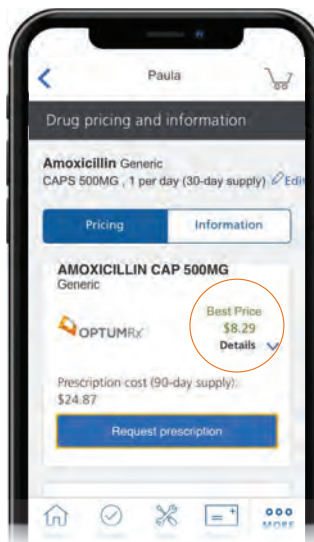 Paula
Drug pricing and information
Amoxicillin Generic
CAPS 500MG , 1 per day (30-day supply) Edit
Pricing Information
AMOXICILLIN CAP 500MG
Generic
OPTUMRx
Best Price
$8.29
Details
Prescription cost (90-day supply):
$24.87
Request prescription
MORE